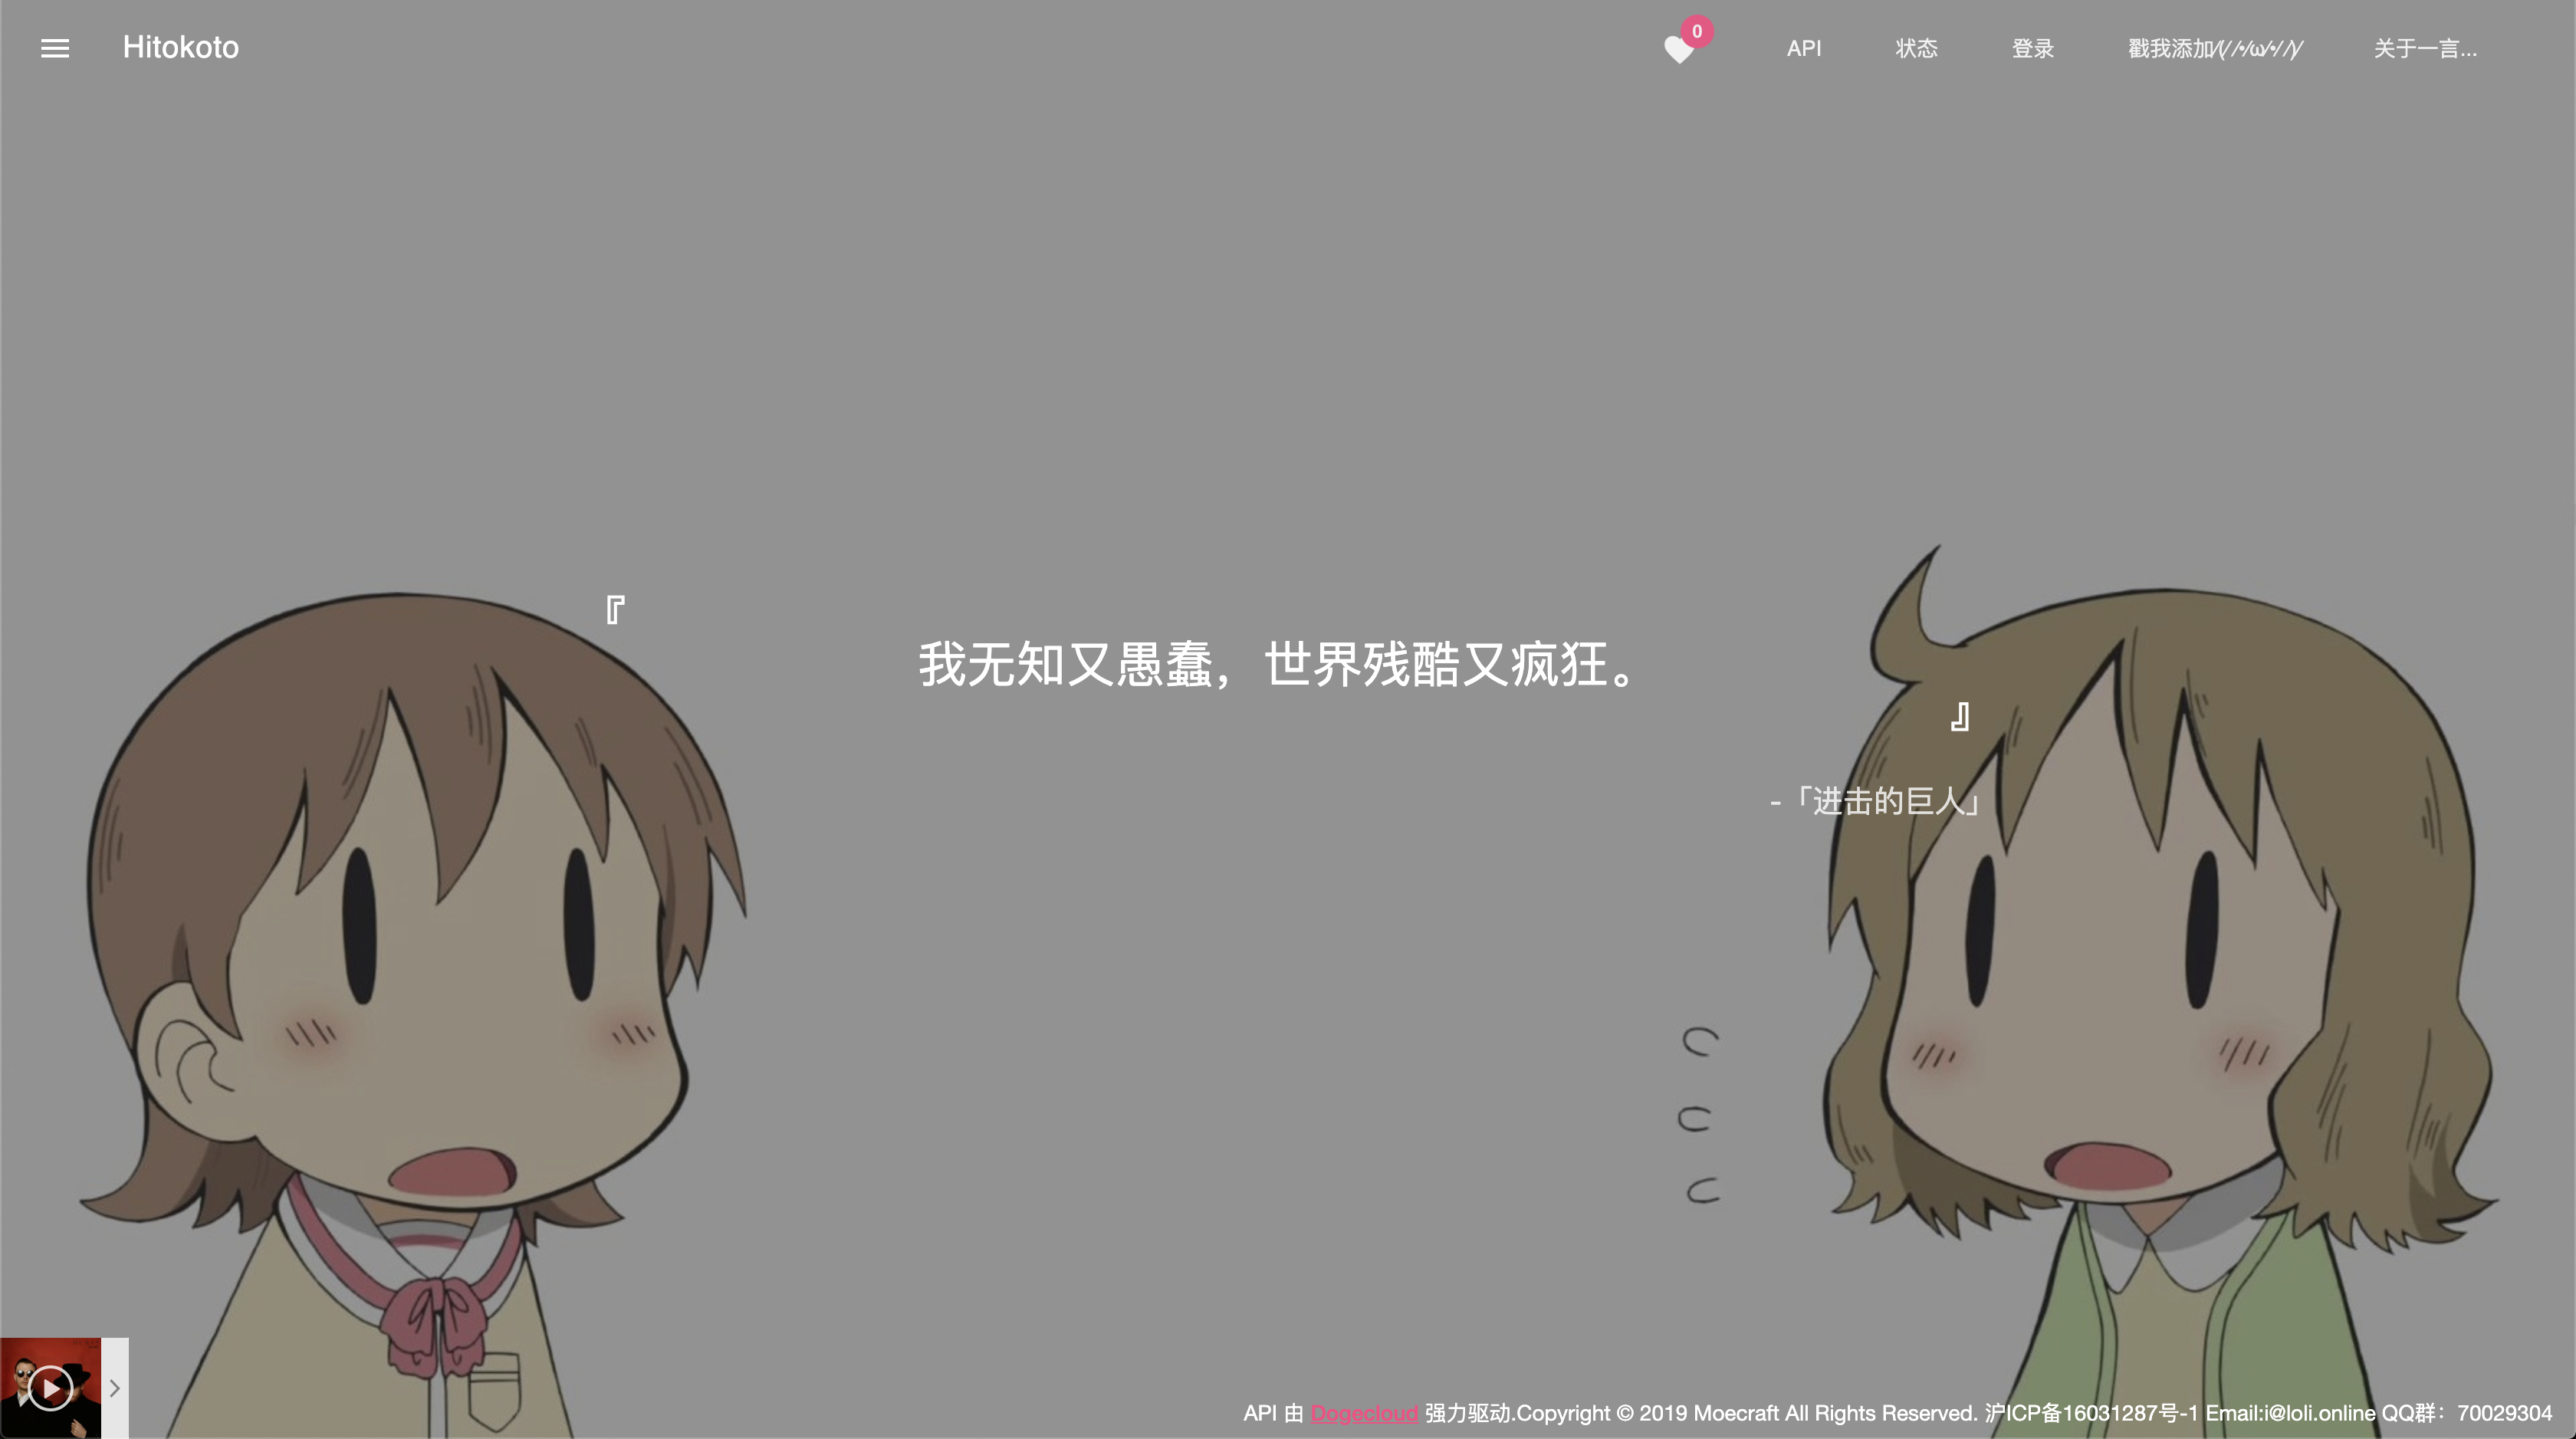 Hitokoto
0
API
状态
登录
戳我添加⁄(⁄ ⁄•⁄ω⁄•⁄ ⁄)⁄
关于一言...
『
我无知又愚蠢，世界残酷又疯狂。
』
-「进击的巨人」
API 由 Dogecloud 强力驱动.Copyright © 2019 Moecraft All Rights Reserved. 沪ICP备16031287号-1 Email:i@loli.online QQ群：70029304